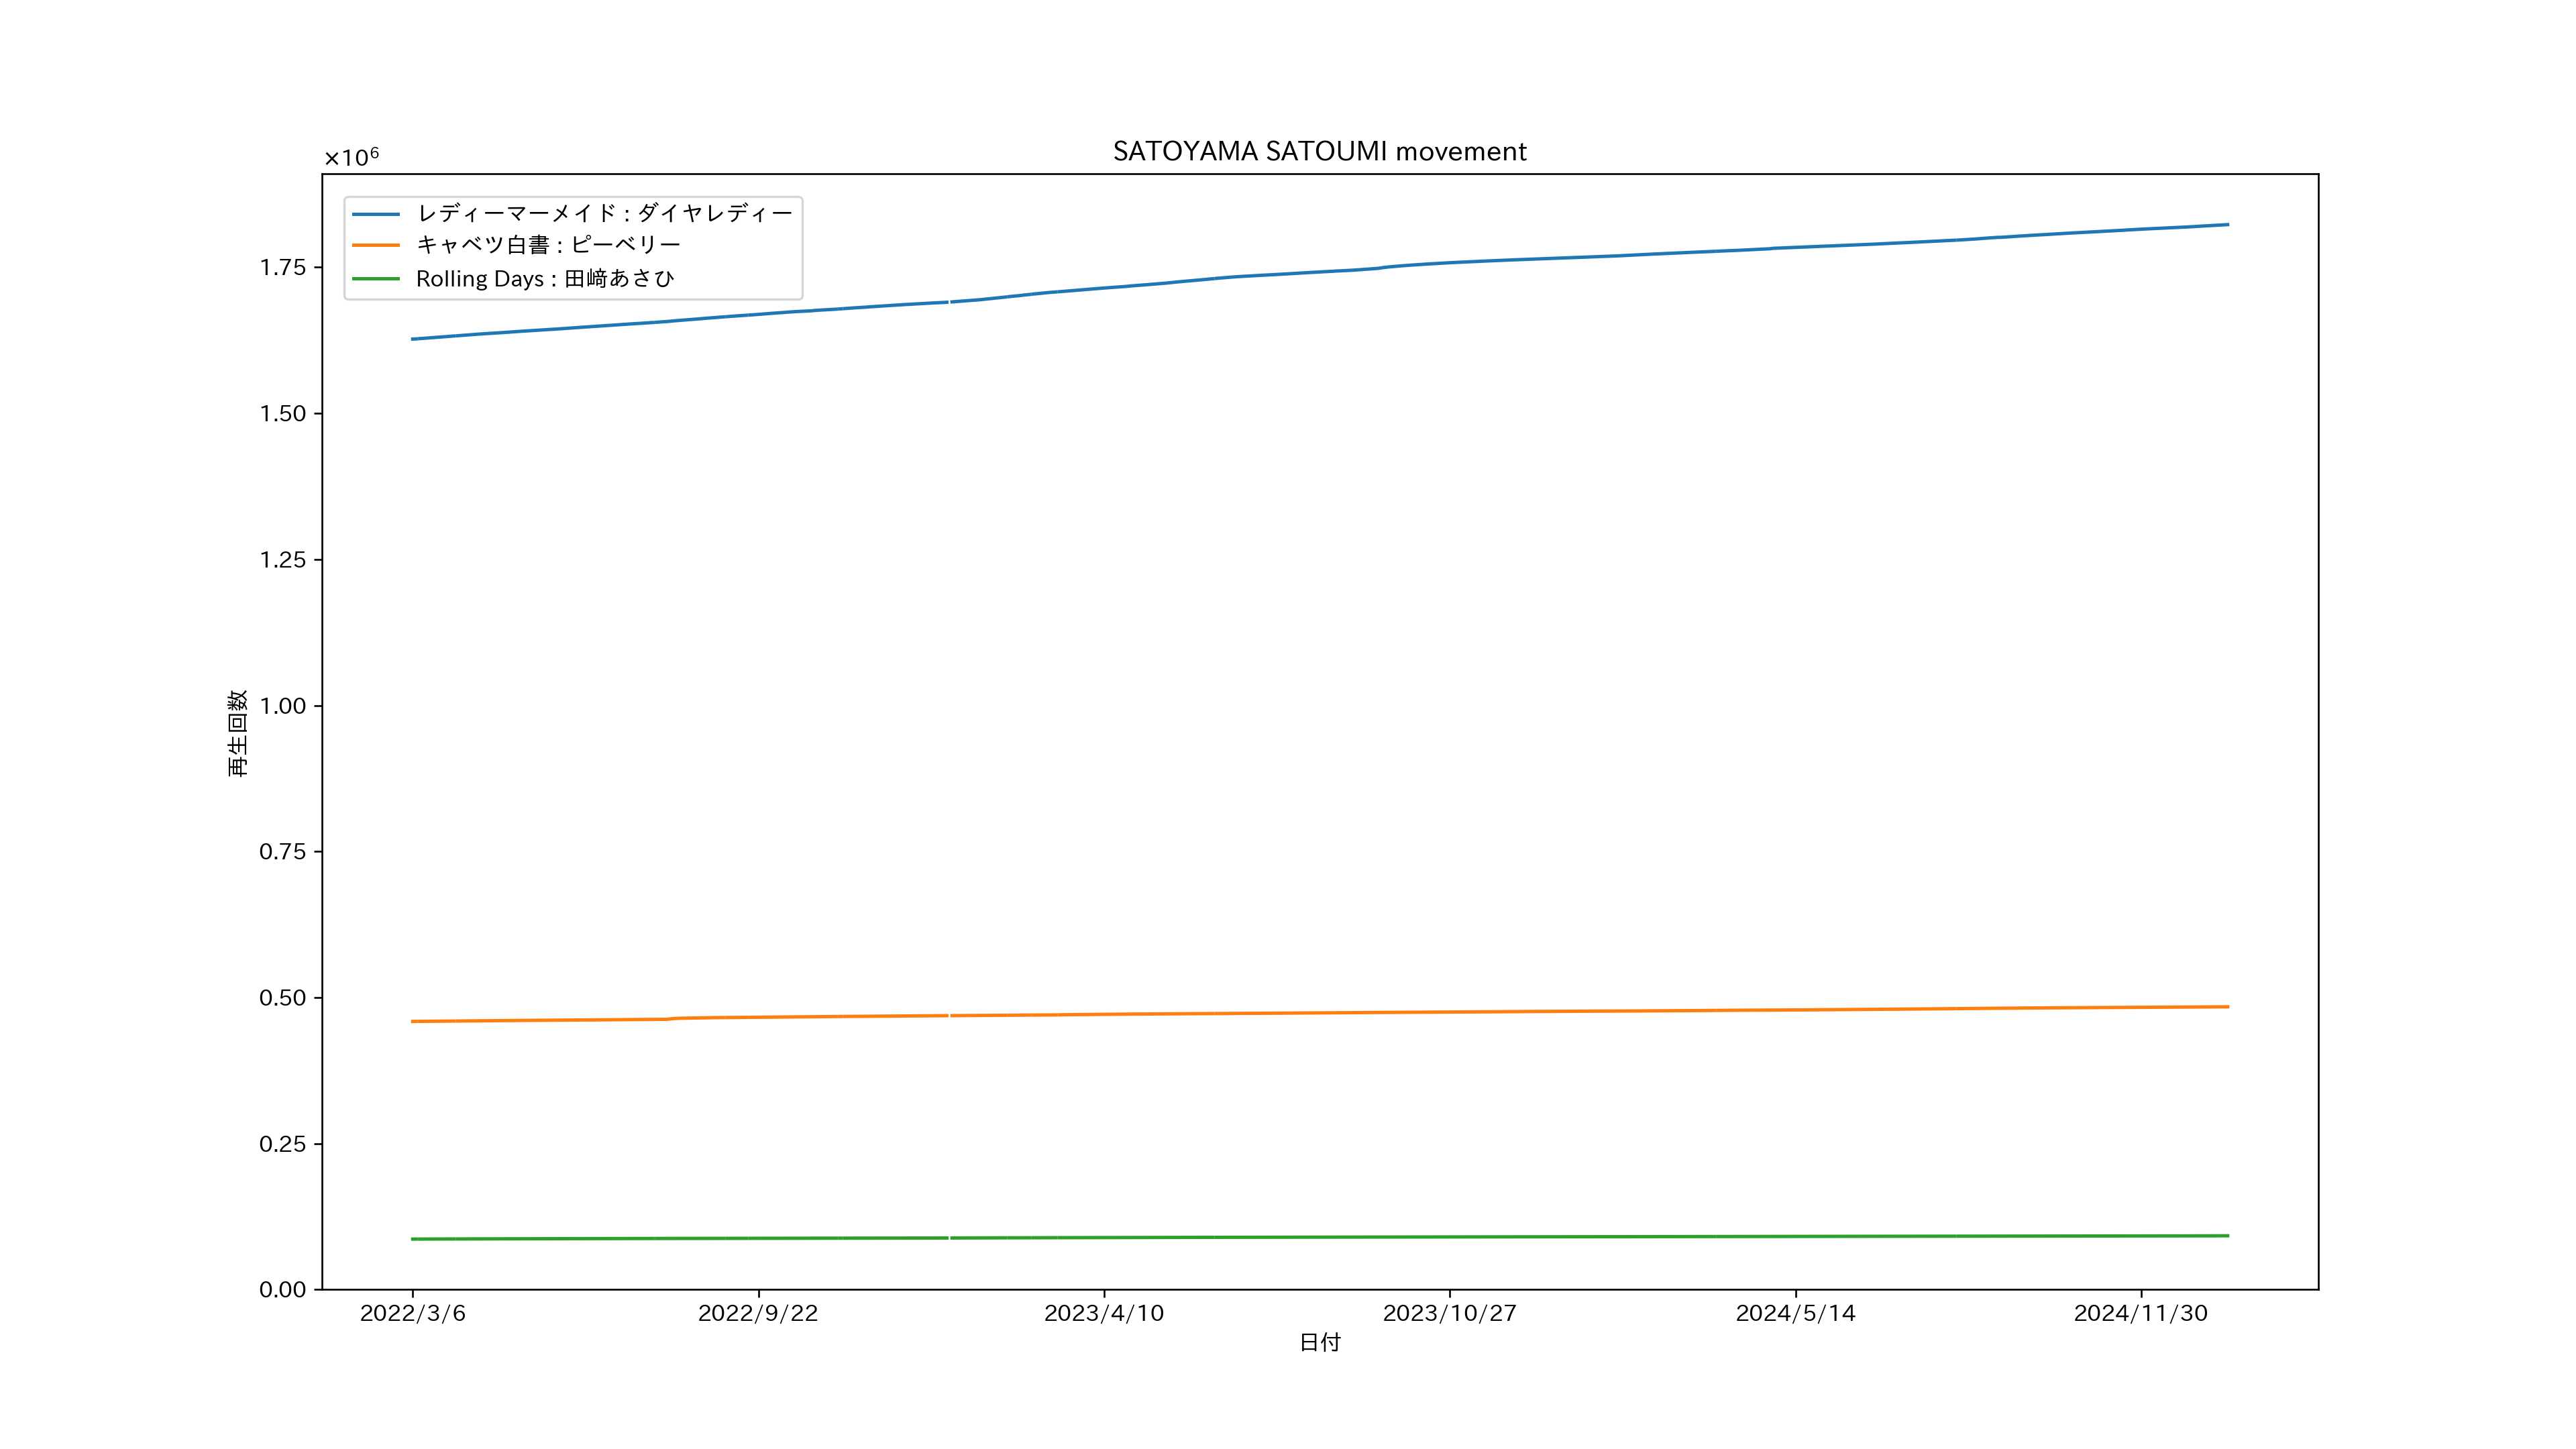 SATOYAMA SATOUMI movement
×10⁶
レディーマーメイド : ダイヤレディー
キャベツ白書 : ピーベリー
Rolling Days : 田﨑あさひ
1.75
1.50
1.25
1.00
0.75
0.50
0.25
0.00
再生回数
2022/3/6
2022/9/22
2023/4/10
2023/10/27
2024/5/14
2024/11/30
日付